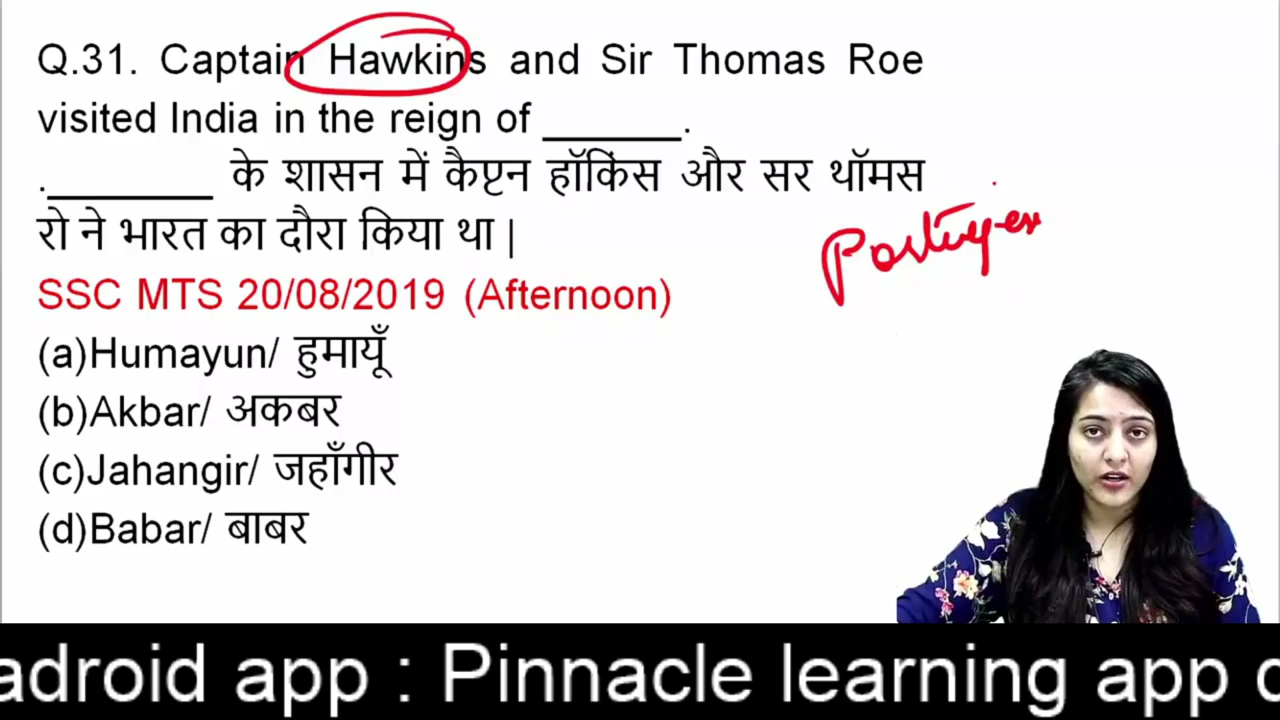 Q.31. Captain Hawkins and Sir Thomas Roe
visited India in the reign of ______.
.________ के शासन में कैप्टन हॉकिंस और सर थॉमस
रो ने भारत का दौरा किया था |
SSC MTS 20/08/2019 (Afternoon)
(a)Humayun/ हुमायूँ
(b)Akbar/ अकबर
(c)Jahangir/ जहाँगीर
(d)Babar/ बाबर
adroid app : Pinnacle learning app